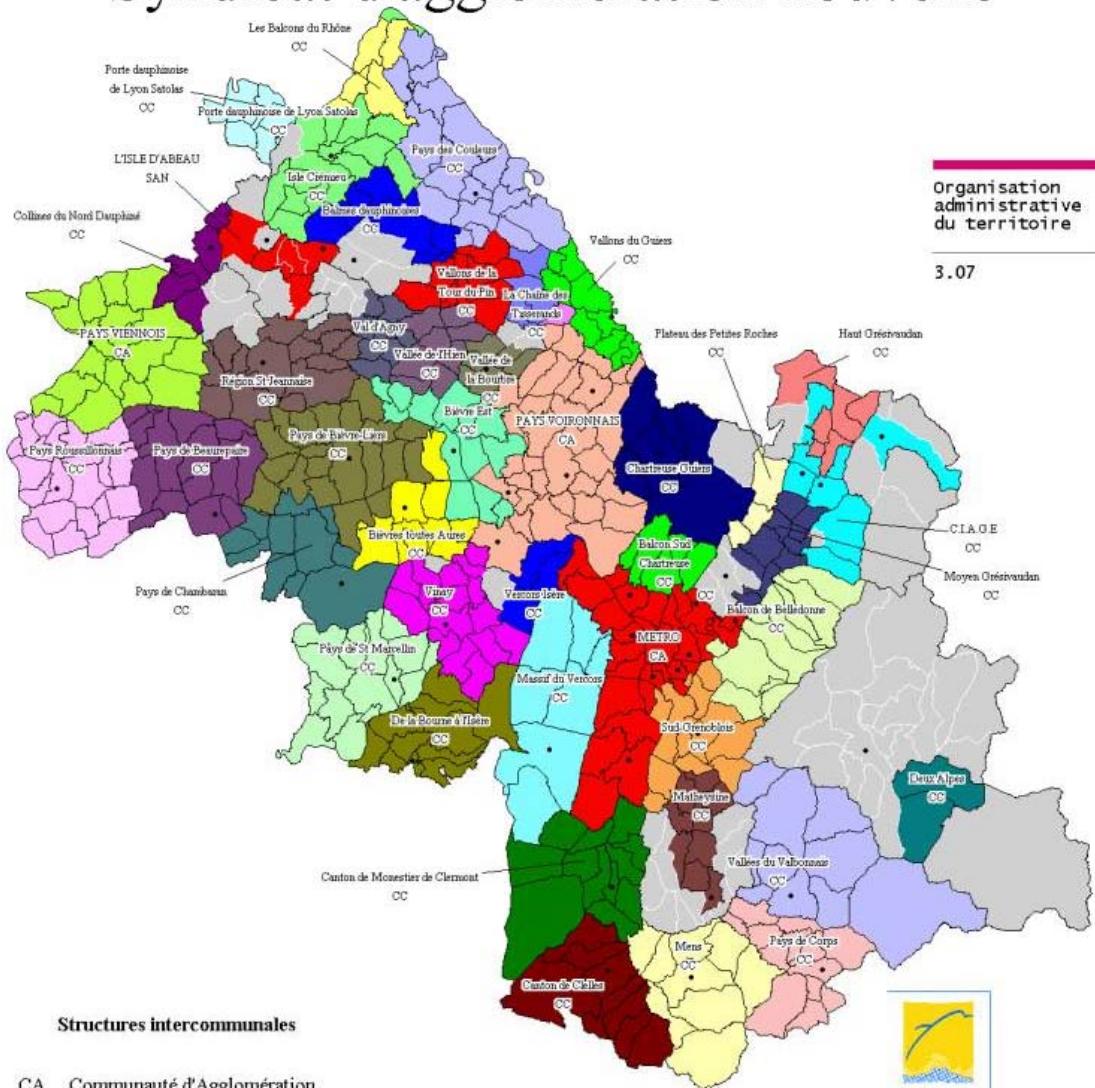 Les Balcons du Rhône
CC
Porte dauphinoise
de Lyon Satolas
CC
Porte dauphinoise de Lyon Satolas
CC
Pays des Couleurs
CC
L'ISLE D'ABEAU
SAN
Isle Crémieu
CC
Organisation
administrative
du territoire
3.07
Collines du Nord Dauphiné
CC
Balmes dauphinoises
CC
Vallons du Guiers
CC
Vallons de la
Tour du Pin
CC
La Chaîne des
Tisserands
CC
PAYS VIENNOIS
CA
Val d'Agny
CC
Vallée de l'Hien
CC
Vallée de
la Bourbre
CC
Plateau des Petites Roches
CC
Haut Grésivaudan
CC
Région St Jeannaise
CC
Bièvre Est
CC
PAYS VOIRONNAIS
CA
Pays Roussillonnais
CC
Pays de Beaurepaire
CC
Pays de Bièvre-Liers
CC
Chartreuse Guiers
CC
Bièvres toutes Aures
CC
Balcon Sud
Chartreuse
CC
C.I.A.G.E
CC
Pays de Chambaran
CC
Vinay
CC
Vercors Isère
CC
CC
Moyen Grésivaudan
CC
Balcon de Belledonne
CC
METRO
CA
Pays de St Marcellin
CC
Massif du Vercors
CC
De la Bourne à l'Isère
CC
Sud Grenoblois
CC
Deux Alpes
CC
Matheysine
CC
Canton de Monestier de Clermont
CC
Vallées du Valbonnais
CC
Mens
CC
Pays de Corps
CC
Canton de Clelles
CC
Structures intercommunales
CA Communauté d'Agglomération